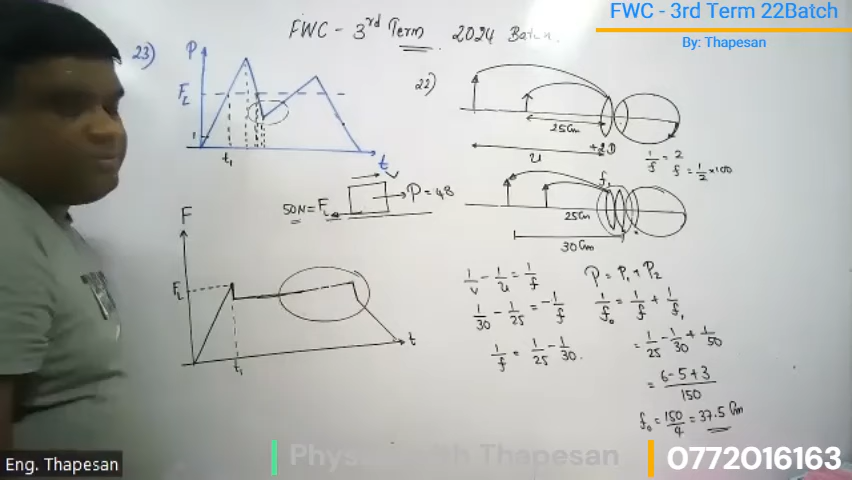 FWC - 3rd Term 22Batch
By: Thapesan
FWC - 3rd Term 2024 Batch.
23)
P
FL
t1
t
50N = FL
V
P = 48
F
FL
t1
t
22)
25cm
+2D
u
1/f = 2
f = 1/2 × 100
f1
25cm
30cm
1/v - 1/u = 1/f
1/30 - 1/25 = -1/f
1/f = 1/25 - 1/30.
P = P1 + P2
1/f0 = 1/f + 1/f1
= 1/25 - 1/30 + 1/50
= 6-5+3/150
f0 = 150/4 = 37.5 cm
Eng. Thapesan
Thapesan
0772016163